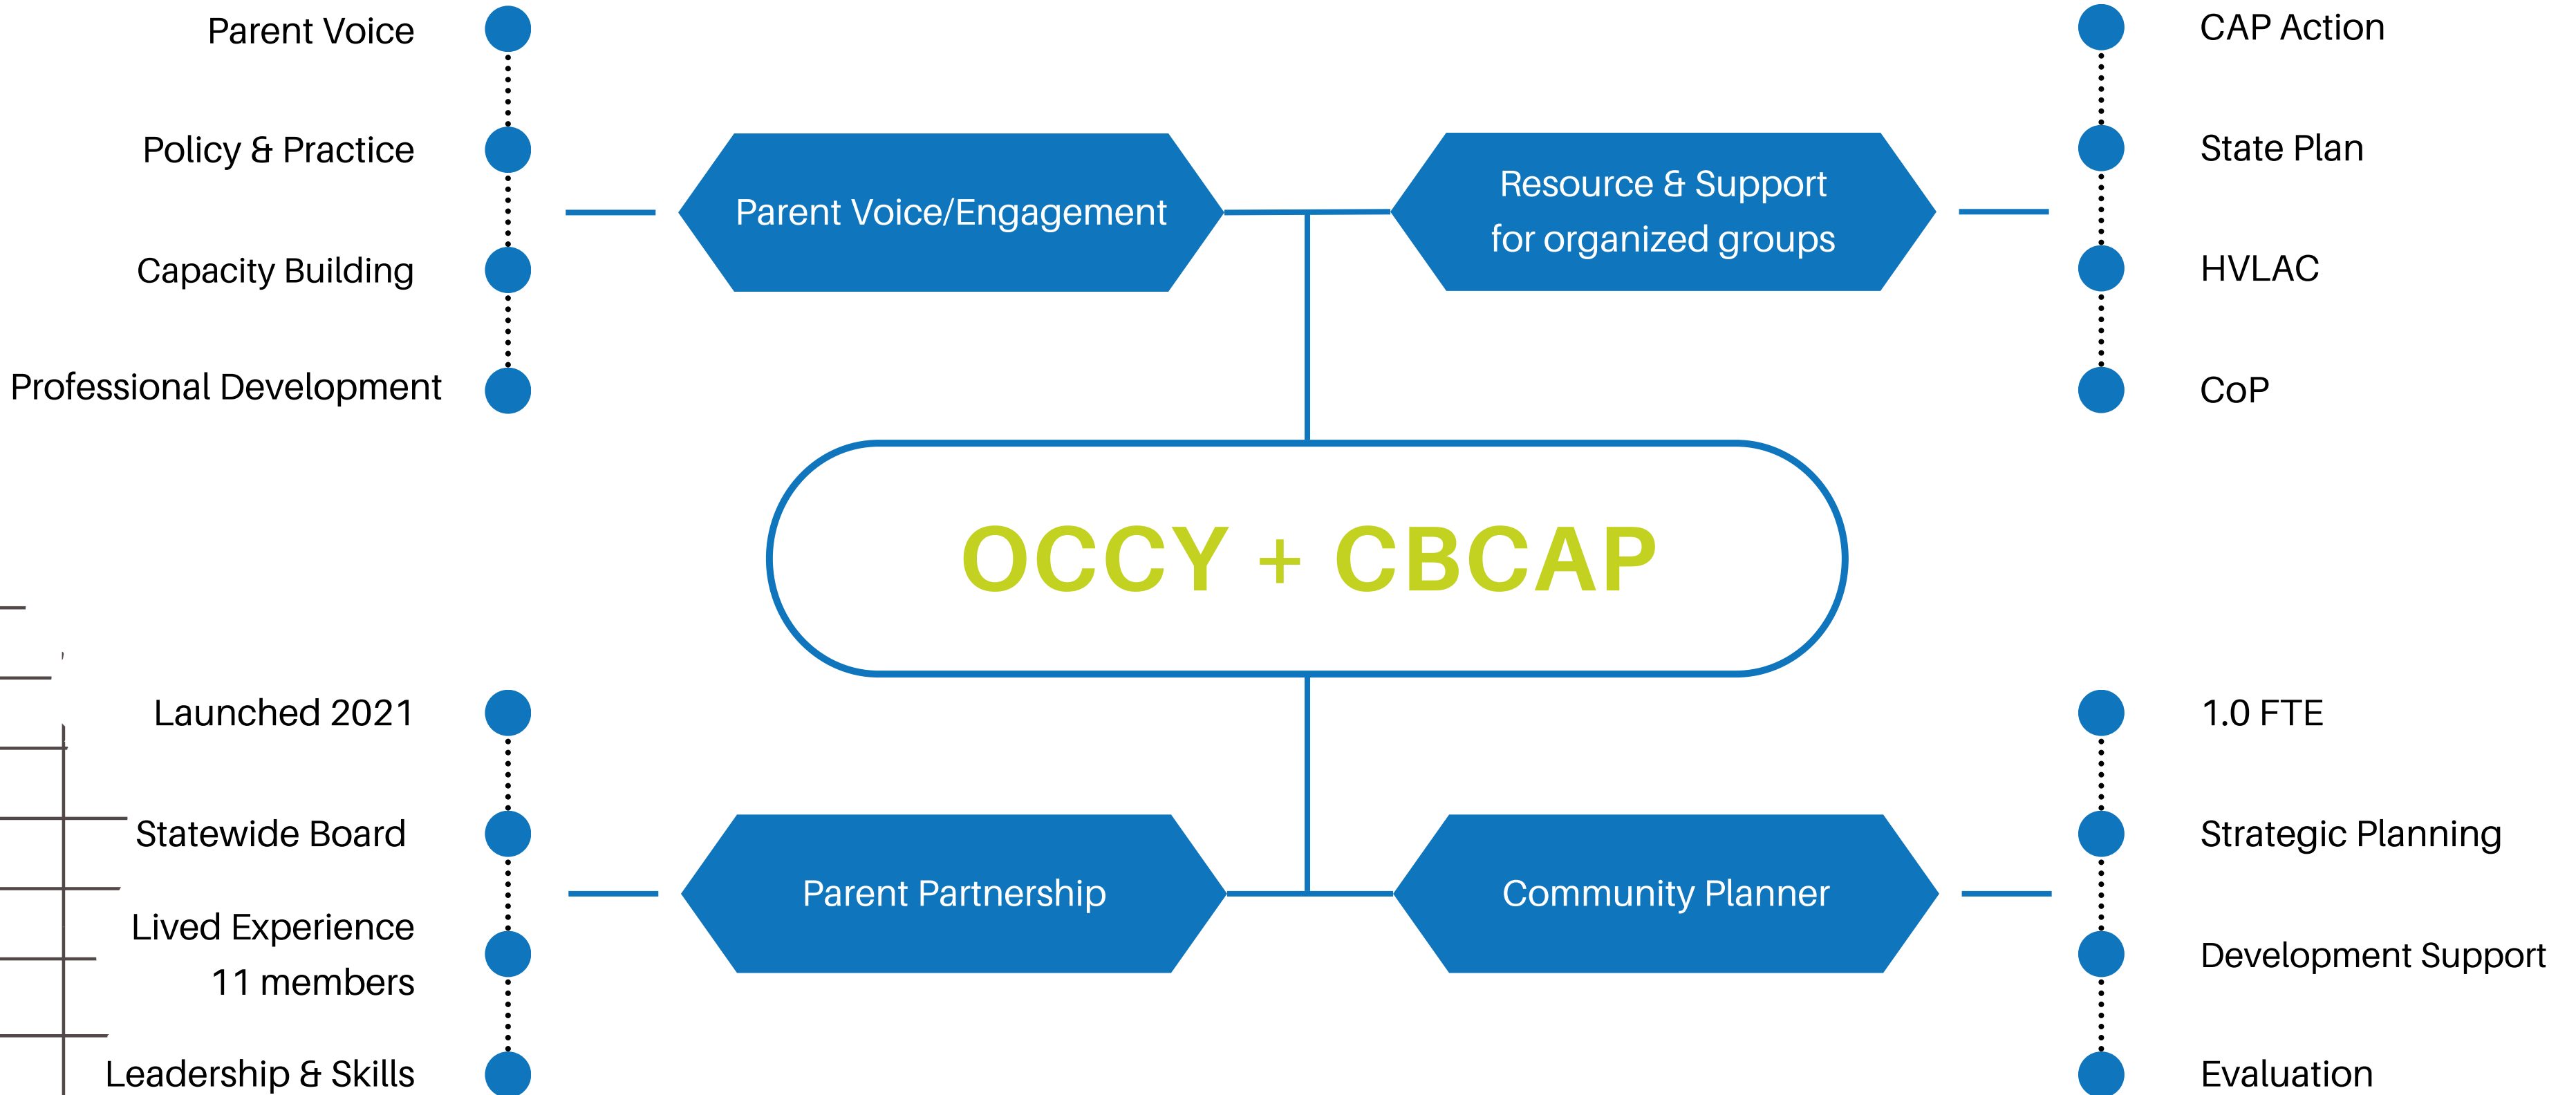 Parent Voice
Policy & Practice
Capacity Building
Professional Development
Parent Voice/Engagement
Resource & Support
for organized groups
CAP Action
State Plan
HVLAC
CoP
OCCY + CBCAP
Launched 2021
Statewide Board
Lived Experience
11 members
Leadership & Skills
Parent Partnership
Community Planner
1.0 FTE
Strategic Planning
Development Support
Evaluation